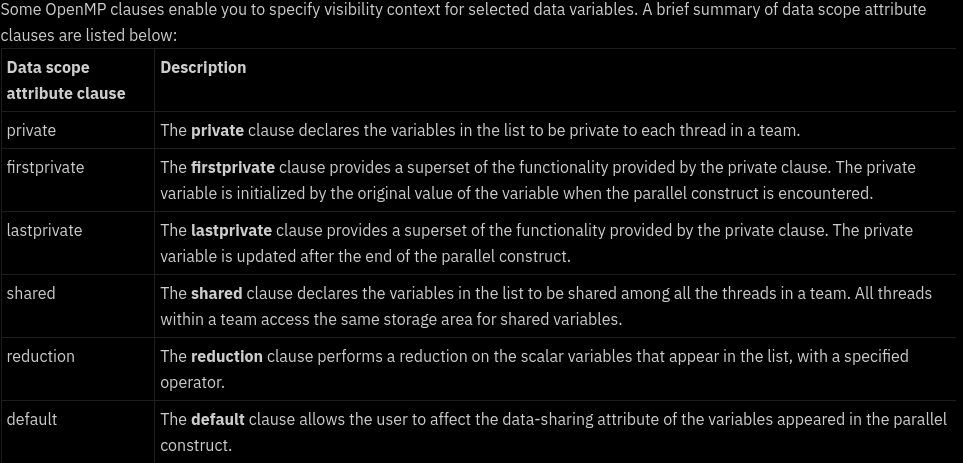 Some OpenMP clauses enable you to specify visibility context for selected data variables. A brief summary of data scope attribute
clauses are listed below:
Data scope
attribute clause
Description
private
The private clause declares the variables in the list to be private to each thread in a team.
firstprivate
The firstprivate clause provides a superset of the functionality provided by the private clause. The private
variable is initialized by the original value of the variable when the parallel construct is encountered.
lastprivate
The lastprivate clause provides a superset of the functionality provided by the private clause. The private
variable is updated after the end of the parallel construct.
shared
The shared clause declares the variables in the list to be shared among all the threads in a team. All threads
within a team access the same storage area for shared variables.
reduction
The reduction clause performs a reduction on the scalar variables that appear in the list, with a specified
operator.
default
The default clause allows the user to affect the data-sharing attribute of the variables appeared in the parallel
construct.